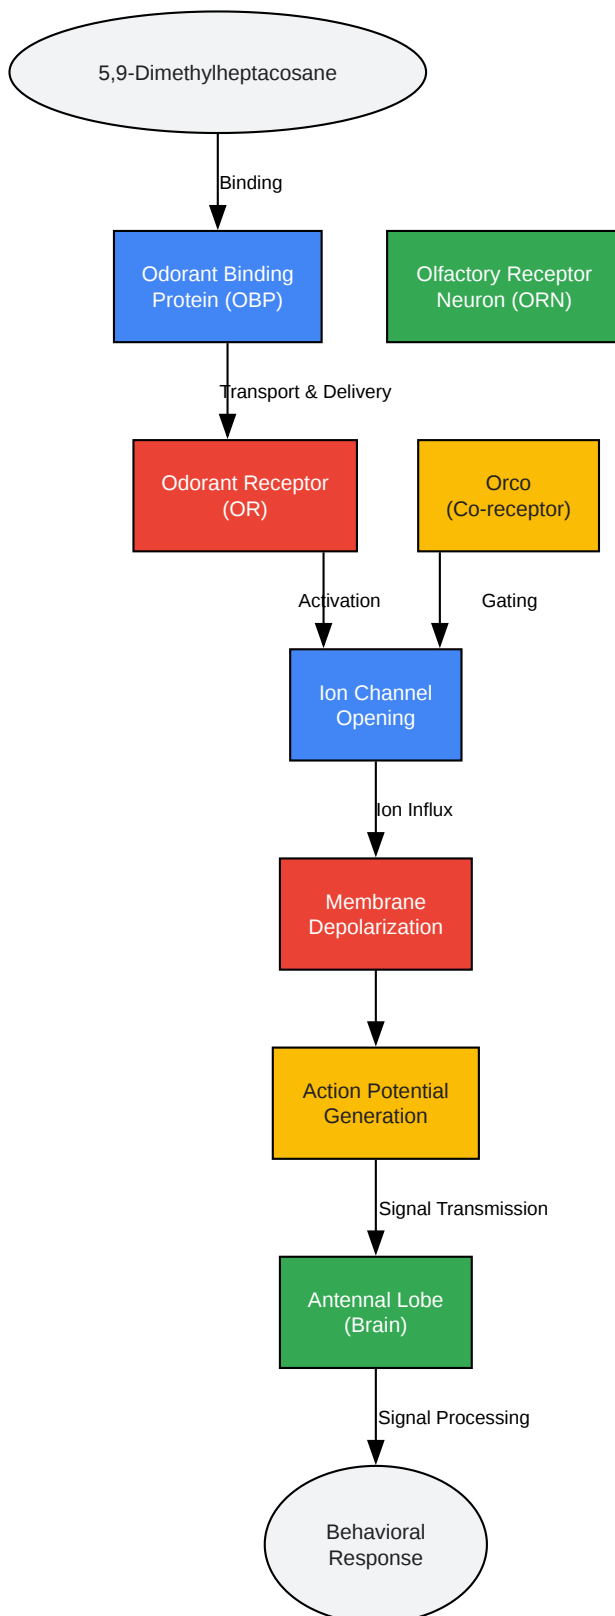 5,9-Dimethylheptacosane
Binding
Odorant Binding
Protein (OBP)
Olfactory Receptor
Neuron (ORN)
Transport & Delivery
Odorant Receptor
(OR)
Orco
(Co-receptor)
Activation
Gating
Ion Channel
Opening
Ion Influx
Membrane
Depolarization
Action Potential
Generation
Signal Transmission
Antennal Lobe
(Brain)
Signal Processing
Behavioral
Response